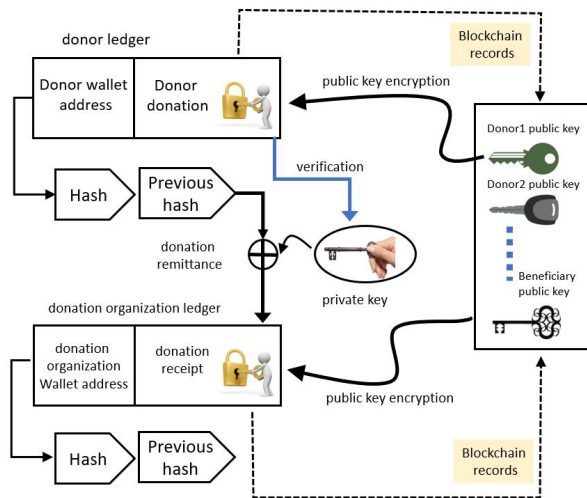 donor ledger
Blockchain
records
Donor wallet
address
Donor
donation
public key encryption
Donor1 public key
Donor2 public key
verification
Hash
Previous
hash
donation
remittance
private key
Beneficiary
public key
donation organization ledger
donation
organization
Wallet address
donation
receipt
public key encryption
Hash
Previous
hash
Blockchain
records